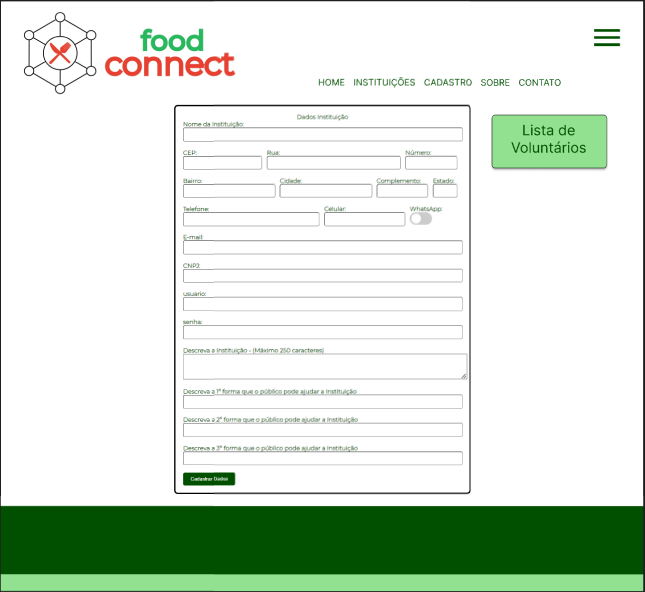 food
connect
HOME INSTITUIÇÕES CADASTRO SOBRE CONTATO
Dados Instituição
Nome da Instituição:
CEP: Rua: Número:
Bairro: Cidade: Complemento: Estado:
Telefone: Celular: WhatsApp:
E-mail:
CNPJ:
usuario:
senha:
Descreva a Instituição - (Máximo 250 caracteres)
Descreva a 1ª forma que o público pode ajudar a Instituição
Descreva a 2ª forma que o público pode ajudar a Instituição
Descreva a 3ª forma que o público pode ajudar a Instituição
Cadastrar Dados
Lista de
Voluntários